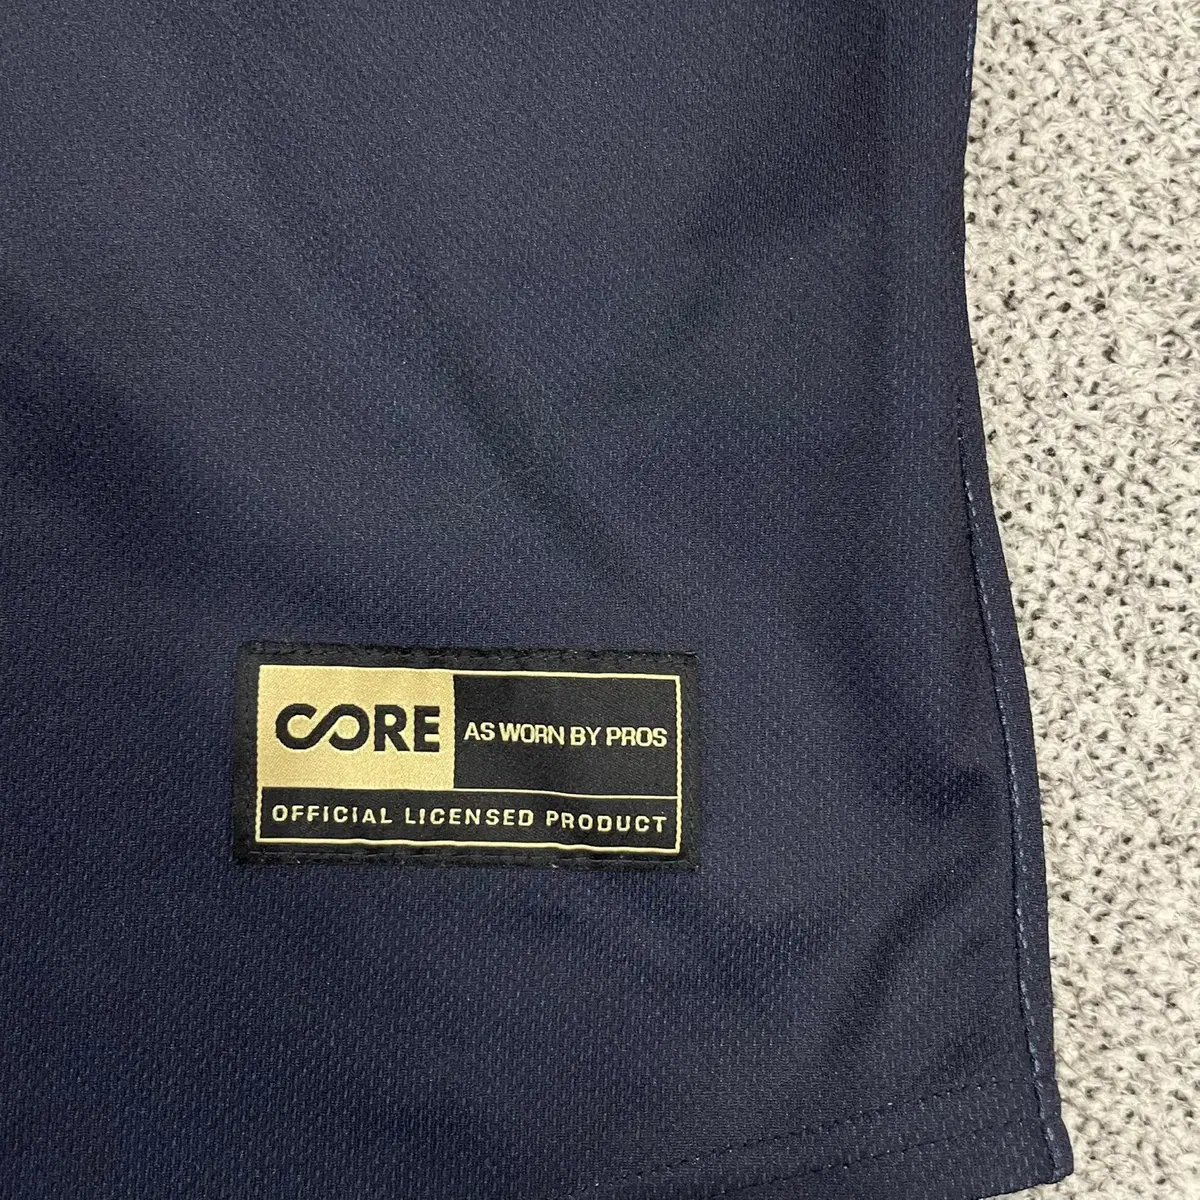 CORE AS WORN BY PROS
OFFICIAL LICENSED PRODUCT